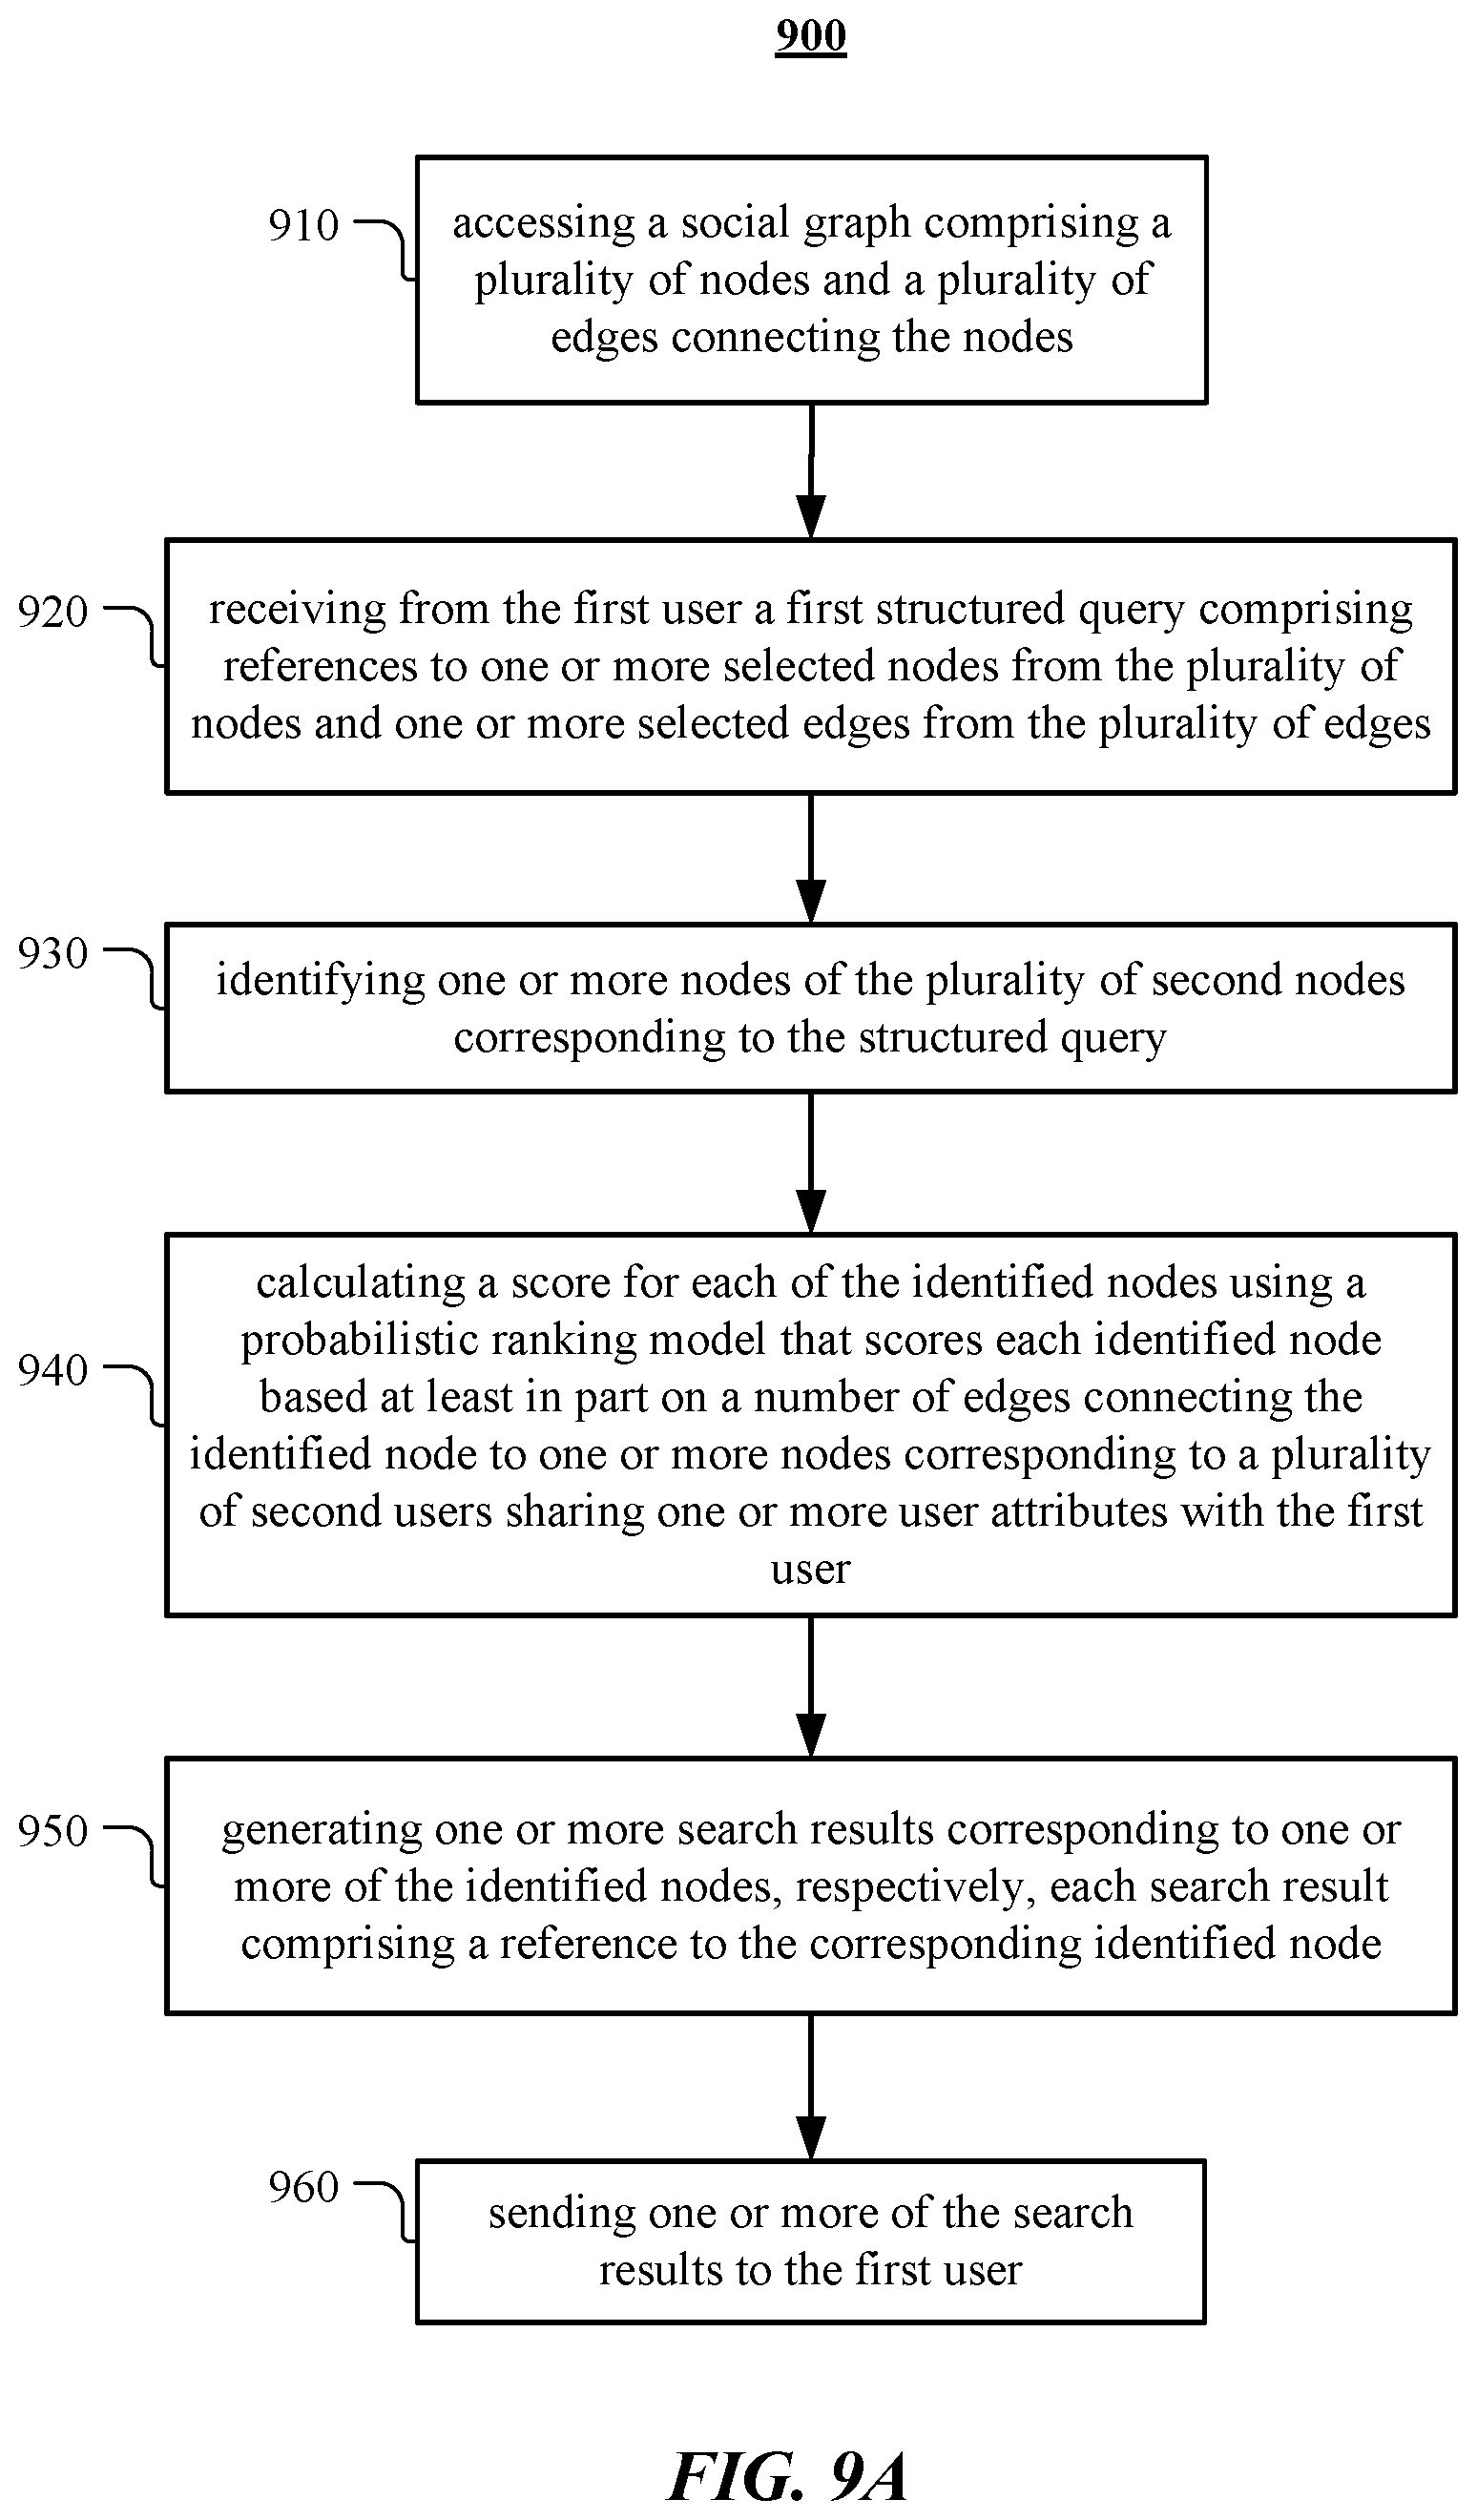 900
910
accessing a social graph comprising a
plurality of nodes and a plurality of
edges connecting the nodes
920
receiving from the first user a first structured query comprising
references to one or more selected nodes from the plurality of
nodes and one or more selected edges from the plurality of edges
930
identifying one or more nodes of the plurality of second nodes
corresponding to the structured query
940
calculating a score for each of the identified nodes using a
probabilistic ranking model that scores each identified node
based at least in part on a number of edges connecting the
identified node to one or more nodes corresponding to a plurality
of second users sharing one or more user attributes with the first
user
950
generating one or more search results corresponding to one or
more of the identified nodes, respectively, each search result
comprising a reference to the corresponding identified node
960
sending one or more of the search
results to the first user
FIG. 9A